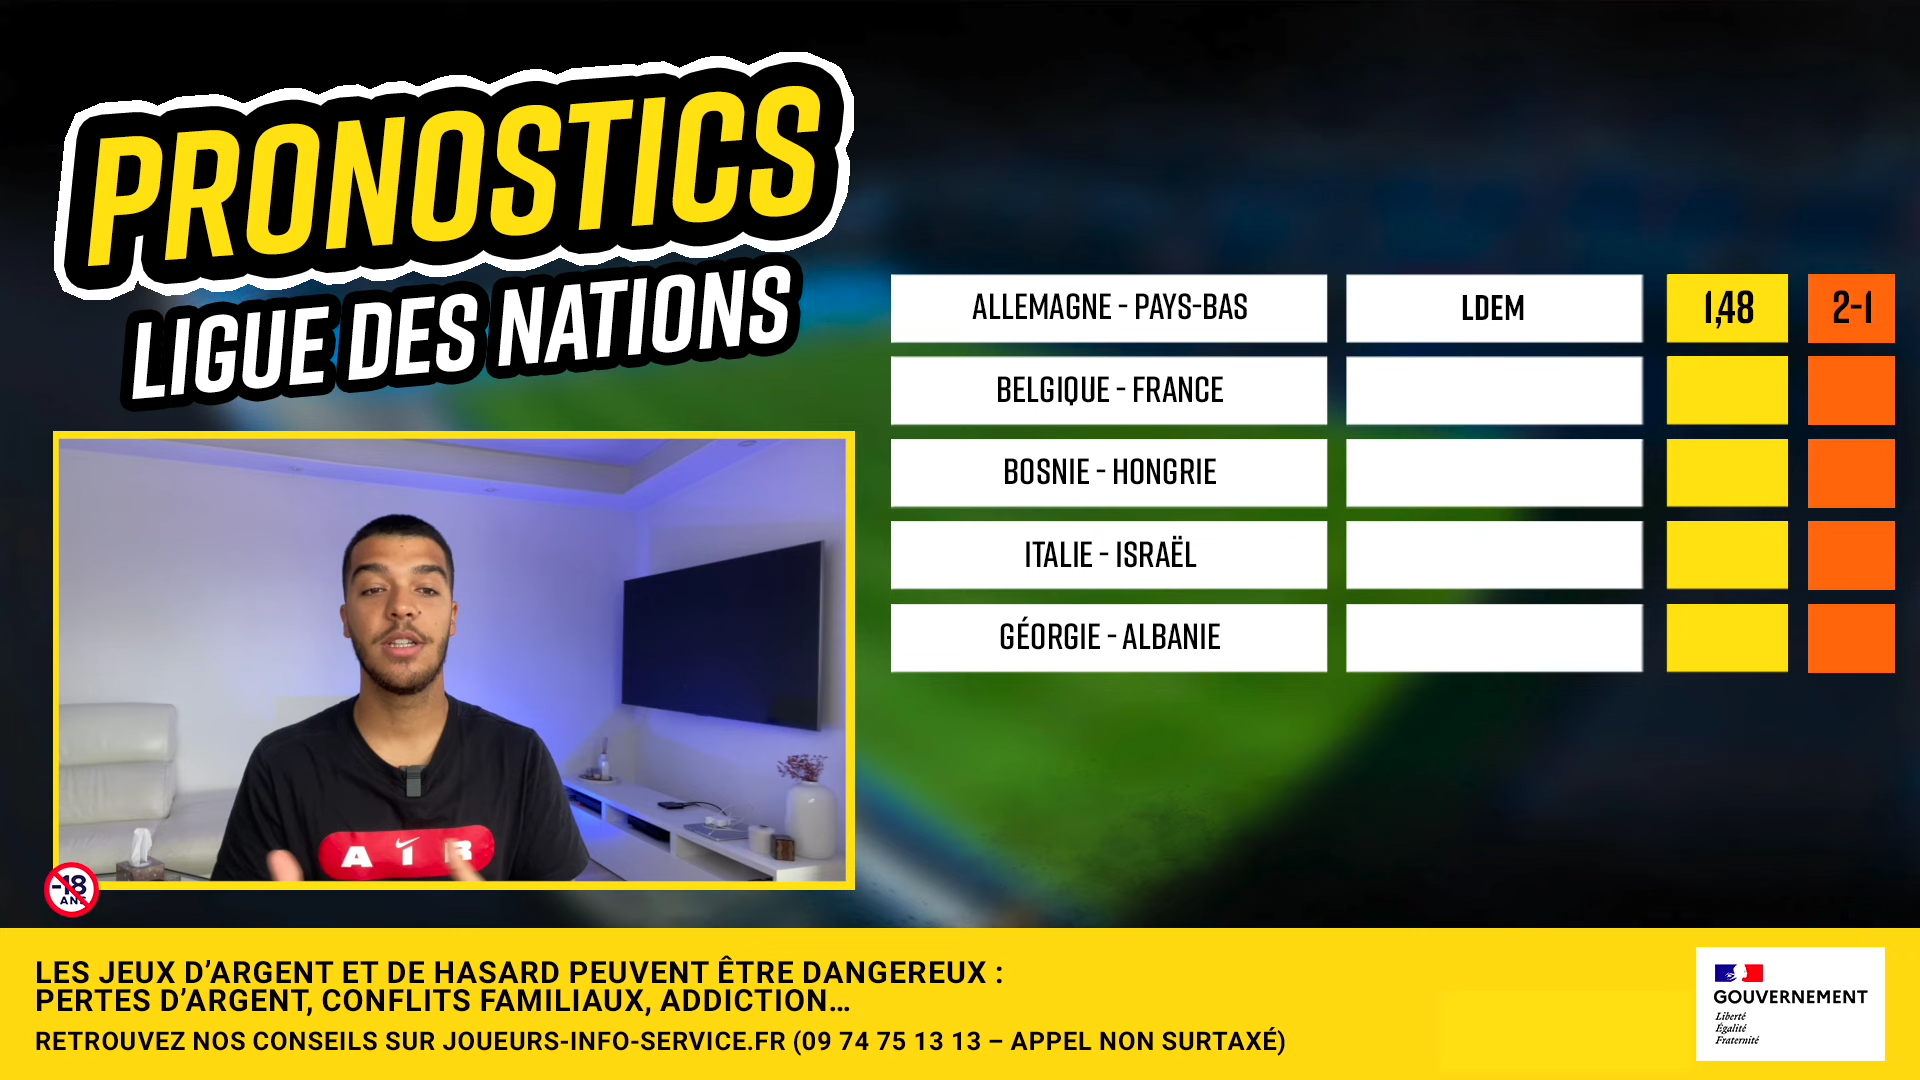 PRONOSTICS
LIGUE DES NATIONS
ALLEMAGNE - PAYS-BAS
LDEM
1,48
2-1
BELGIQUE - FRANCE
BOSNIE - HONGRIE
ITALIE - ISRAËL
GÉORGIE - ALBANIE
AIR
-18
ANS
LES JEUX D'ARGENT ET DE HASARD PEUVENT ÊTRE DANGEREUX :
PERTES D'ARGENT, CONFLITS FAMILIAUX, ADDICTION...
RETROUVEZ NOS CONSEILS SUR JOUEURS-INFO-SERVICE.FR (09 74 75 13 13 – APPEL NON SURTAXÉ)
GOUVERNEMENT
Liberté
Égalité
Fraternité